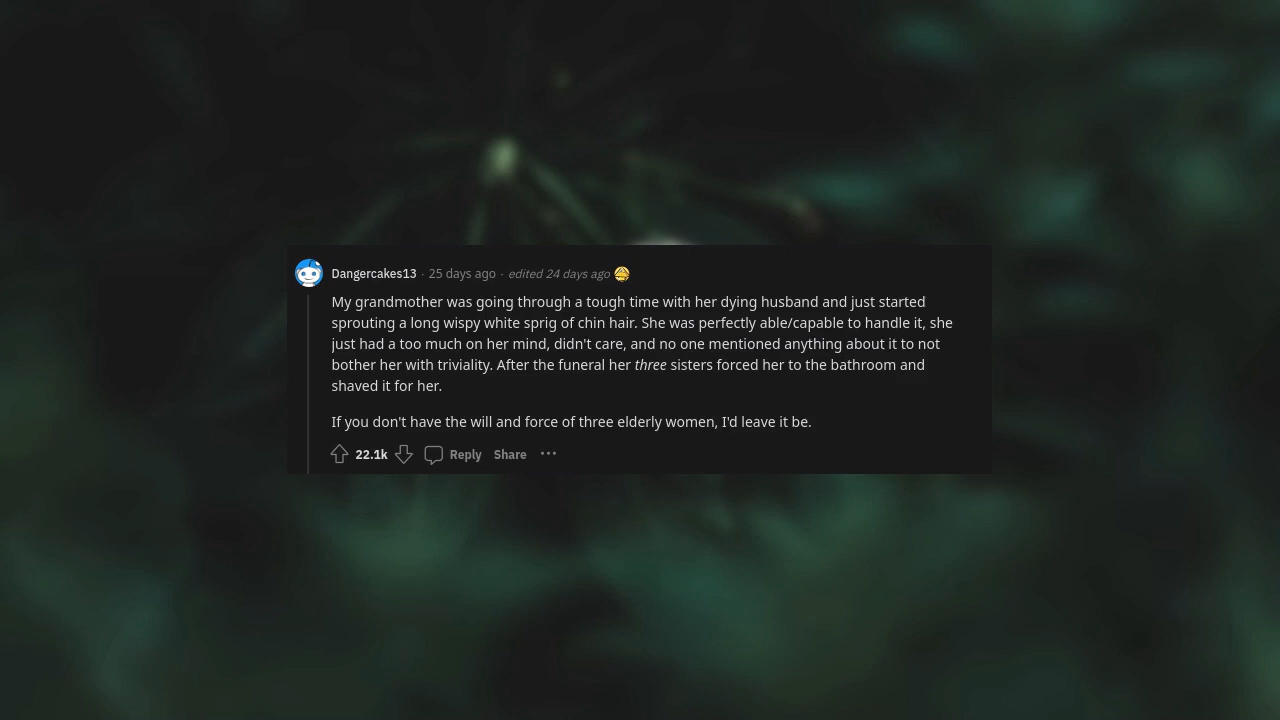 Dangercakes13 · 25 days ago · edited 24 days ago
My grandmother was going through a tough time with her dying husband and just started
sprouting a long wispy white sprig of chin hair. She was perfectly able/capable to handle it, she
just had a too much on her mind, didn't care, and no one mentioned anything about it to not
bother her with triviality. After the funeral her three sisters forced her to the bathroom and
shaved it for her.
If you don't have the will and force of three elderly women, I'd leave it be.
22.1k Reply Share ···